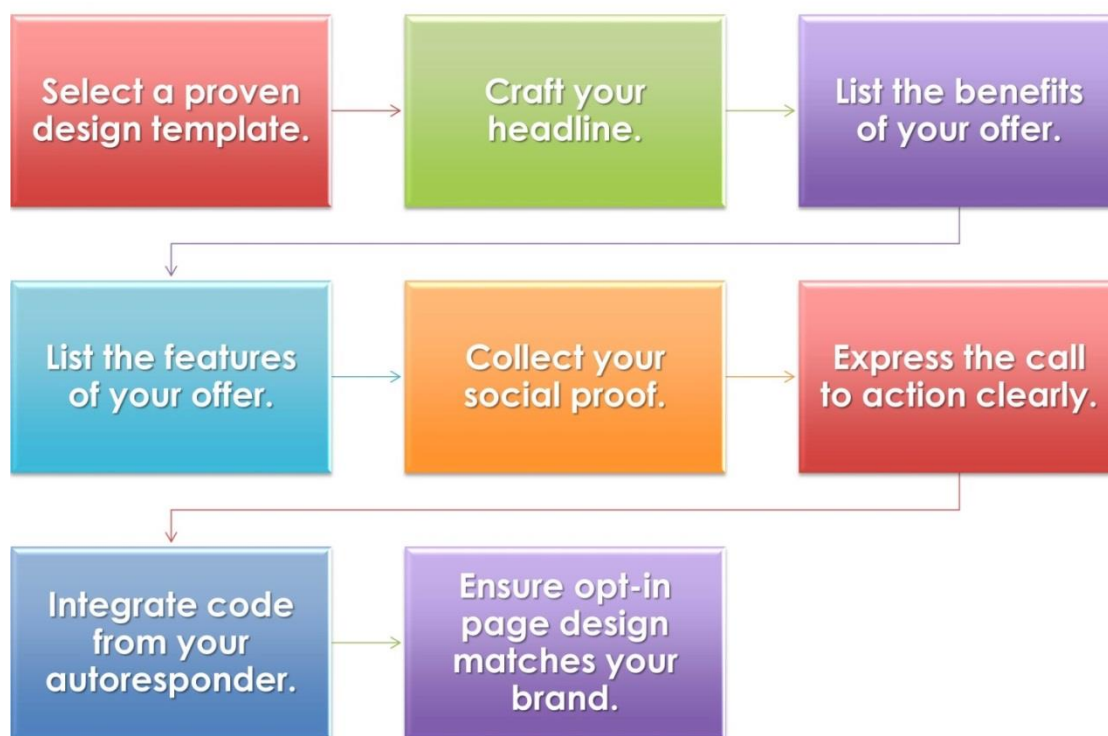 Select a proven
design template.
Craft your
headline.
List the benefits
of your offer.
List the features
of your offer.
Collect your
social proof.
Express the call
to action clearly.
Integrate code
from your
autoresponder.
Ensure opt-in
page design
matches your
brand.